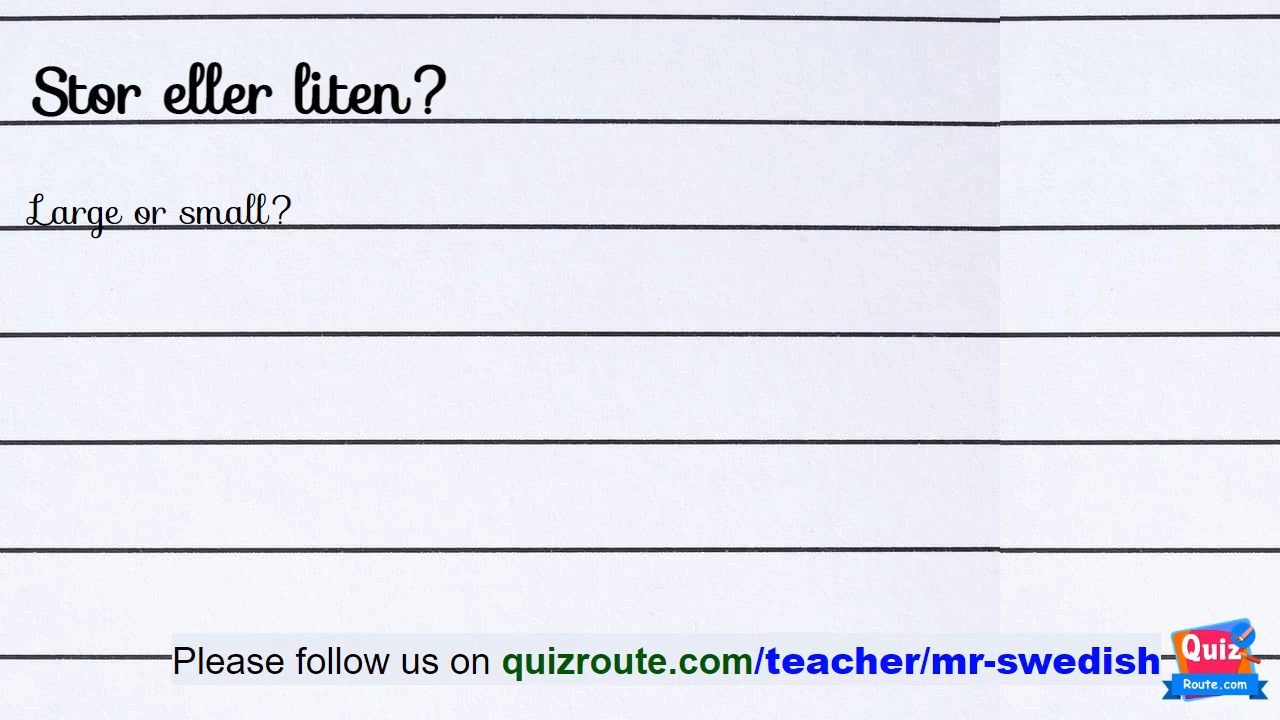 Stor eller liten?
Large or small?
Please follow us on quizroute.com/teacher/mr-swedish
Quiz
Route.com